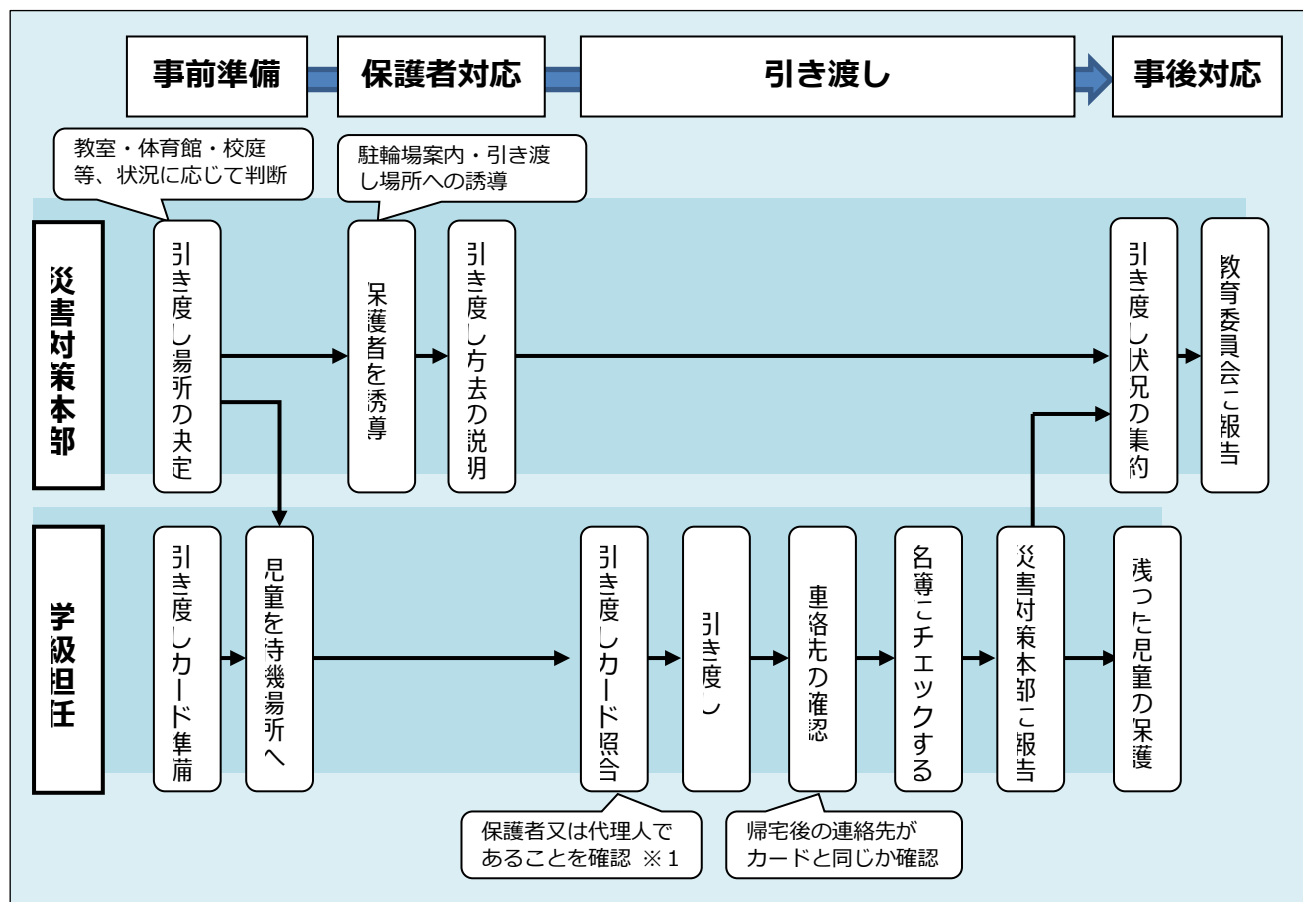 事前準備
保護者対応
引き渡し
事後対応
教室・体育館・校庭
等、状況に応じて判断
駐輪場案内・引き渡
し場所への誘導
災害対策本部
引き渡し場所の決定
保護者を誘導
引き渡し方法の説明
引き渡し状況の集約
教育委員会に報告
学級担任
引き渡しカード準備
児童を待機場所へ
引き渡しカード照合
引き渡し
連絡先の確認
名簿にチェックする
災害対策本部に報告
残った児童の保護
保護者又は代理人で
あることを確認 ※1
帰宅後の連絡先が
カードと同じか確認